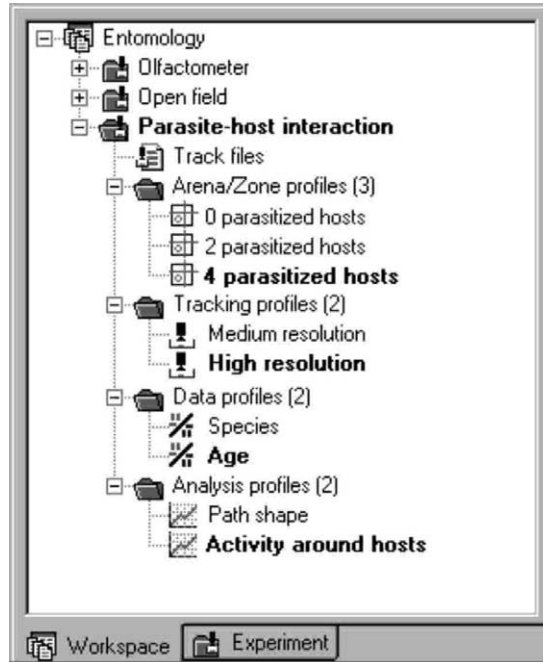 Entomology
Olfactometer
Open field
Parasite-host interaction
Track files
Arena/Zone profiles (3)
0 parasitized hosts
2 parasitized hosts
4 parasitized hosts
Tracking profiles (2)
Medium resolution
High resolution
Data profiles (2)
Species
Age
Analysis profiles (2)
Path shape
Activity around hosts
Workspace Experiment